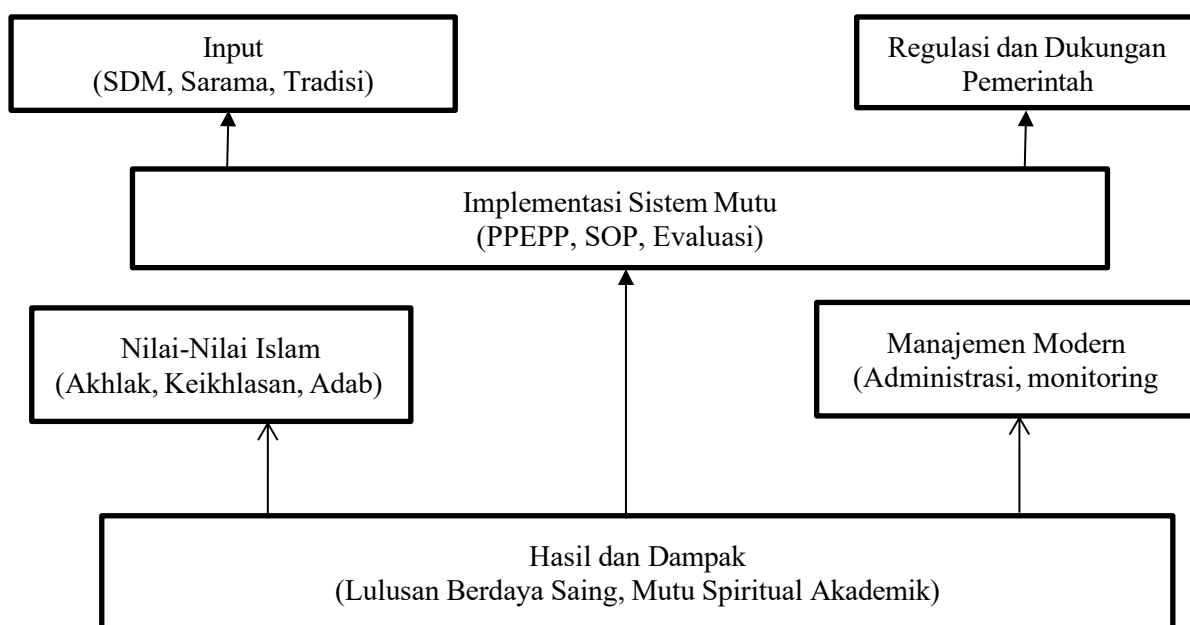 Input
(SDM, Sarama, Tradisi)
Regulasi dan Dukungan
Pemerintah
Implementasi Sistem Mutu
(PPEPP, SOP, Evaluasi)
Nilai-Nilai Islam
(Akhlak, Keikhlasan, Adab)
Manajemen Modern
(Administrasi, monitoring
Hasil dan Dampak
(Lulusan Berdaya Saing, Mutu Spiritual Akademik)